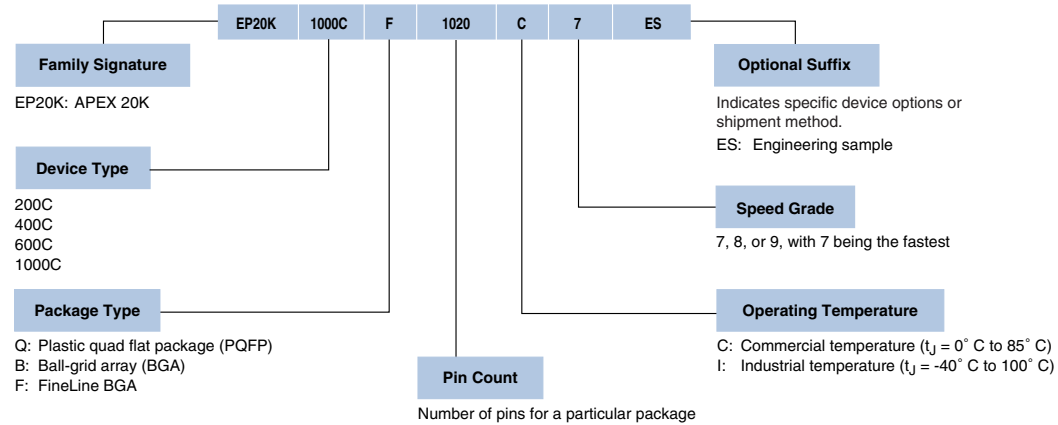 EP20K 1000C F 1020 C 7 ES
Family Signature
EP20K: APEX 20K
Optional Suffix
Indicates specific device options or
shipment method.
ES: Engineering sample
Device Type
200C
400C
600C
1000C
Speed Grade
7, 8, or 9, with 7 being the fastest
Package Type
Q: Plastic quad flat package (PQFP)
B: Ball-grid array (BGA)
F: FineLine BGA
Operating Temperature
C: Commercial temperature (tJ = 0° C to 85° C)
I: Industrial temperature (tJ = -40° C to 100° C)
Pin Count
Number of pins for a particular package